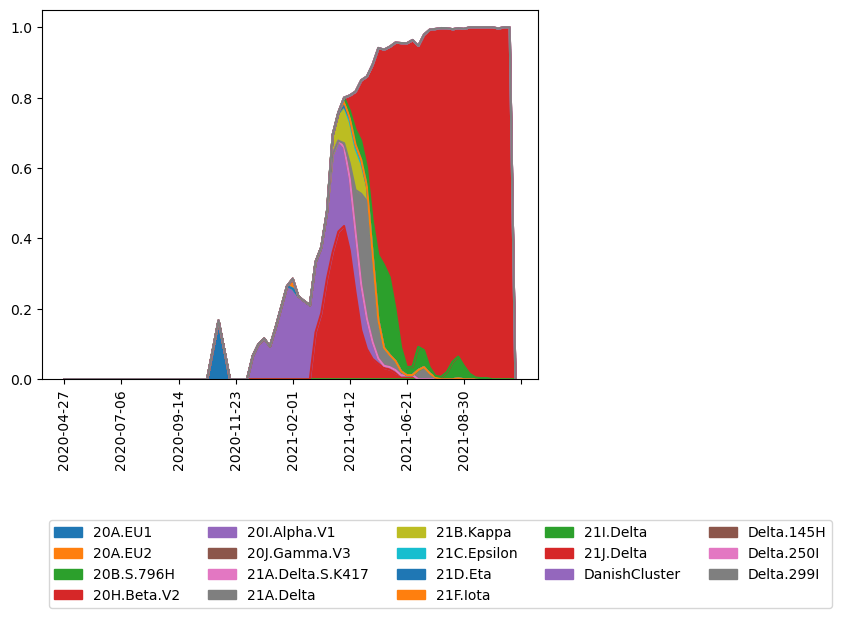 1.0
0.8
0.6
0.4
0.2
0.0
2020-04-27
2020-07-06
2020-09-14
2020-11-23
2021-02-01
2021-04-12
2021-06-21
2021-08-30
20A.EU1
20A.EU2
20B.S.796H
20H.Beta.V2
20I.Alpha.V1
20J.Gamma.V3
21A.Delta.S.K417
21A.Delta
21B.Kappa
21C.Epsilon
21D.Eta
21F.Iota
21I.Delta
21J.Delta
DanishCluster
Delta.145H
Delta.250I
Delta.299I